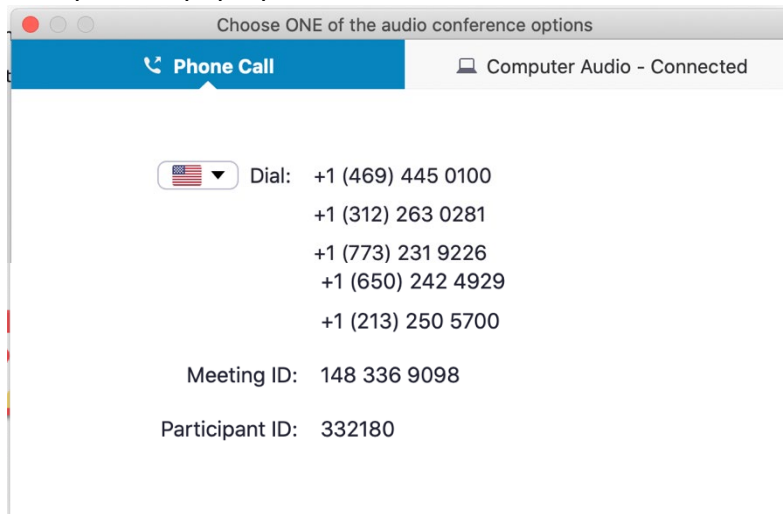 Choose ONE of the audio conference options
Phone Call
Computer Audio - Connected
Dial: +1 (469) 445 0100
+1 (312) 263 0281
+1 (773) 231 9226
+1 (650) 242 4929
+1 (213) 250 5700
Meeting ID: 148 336 9098
Participant ID: 332180